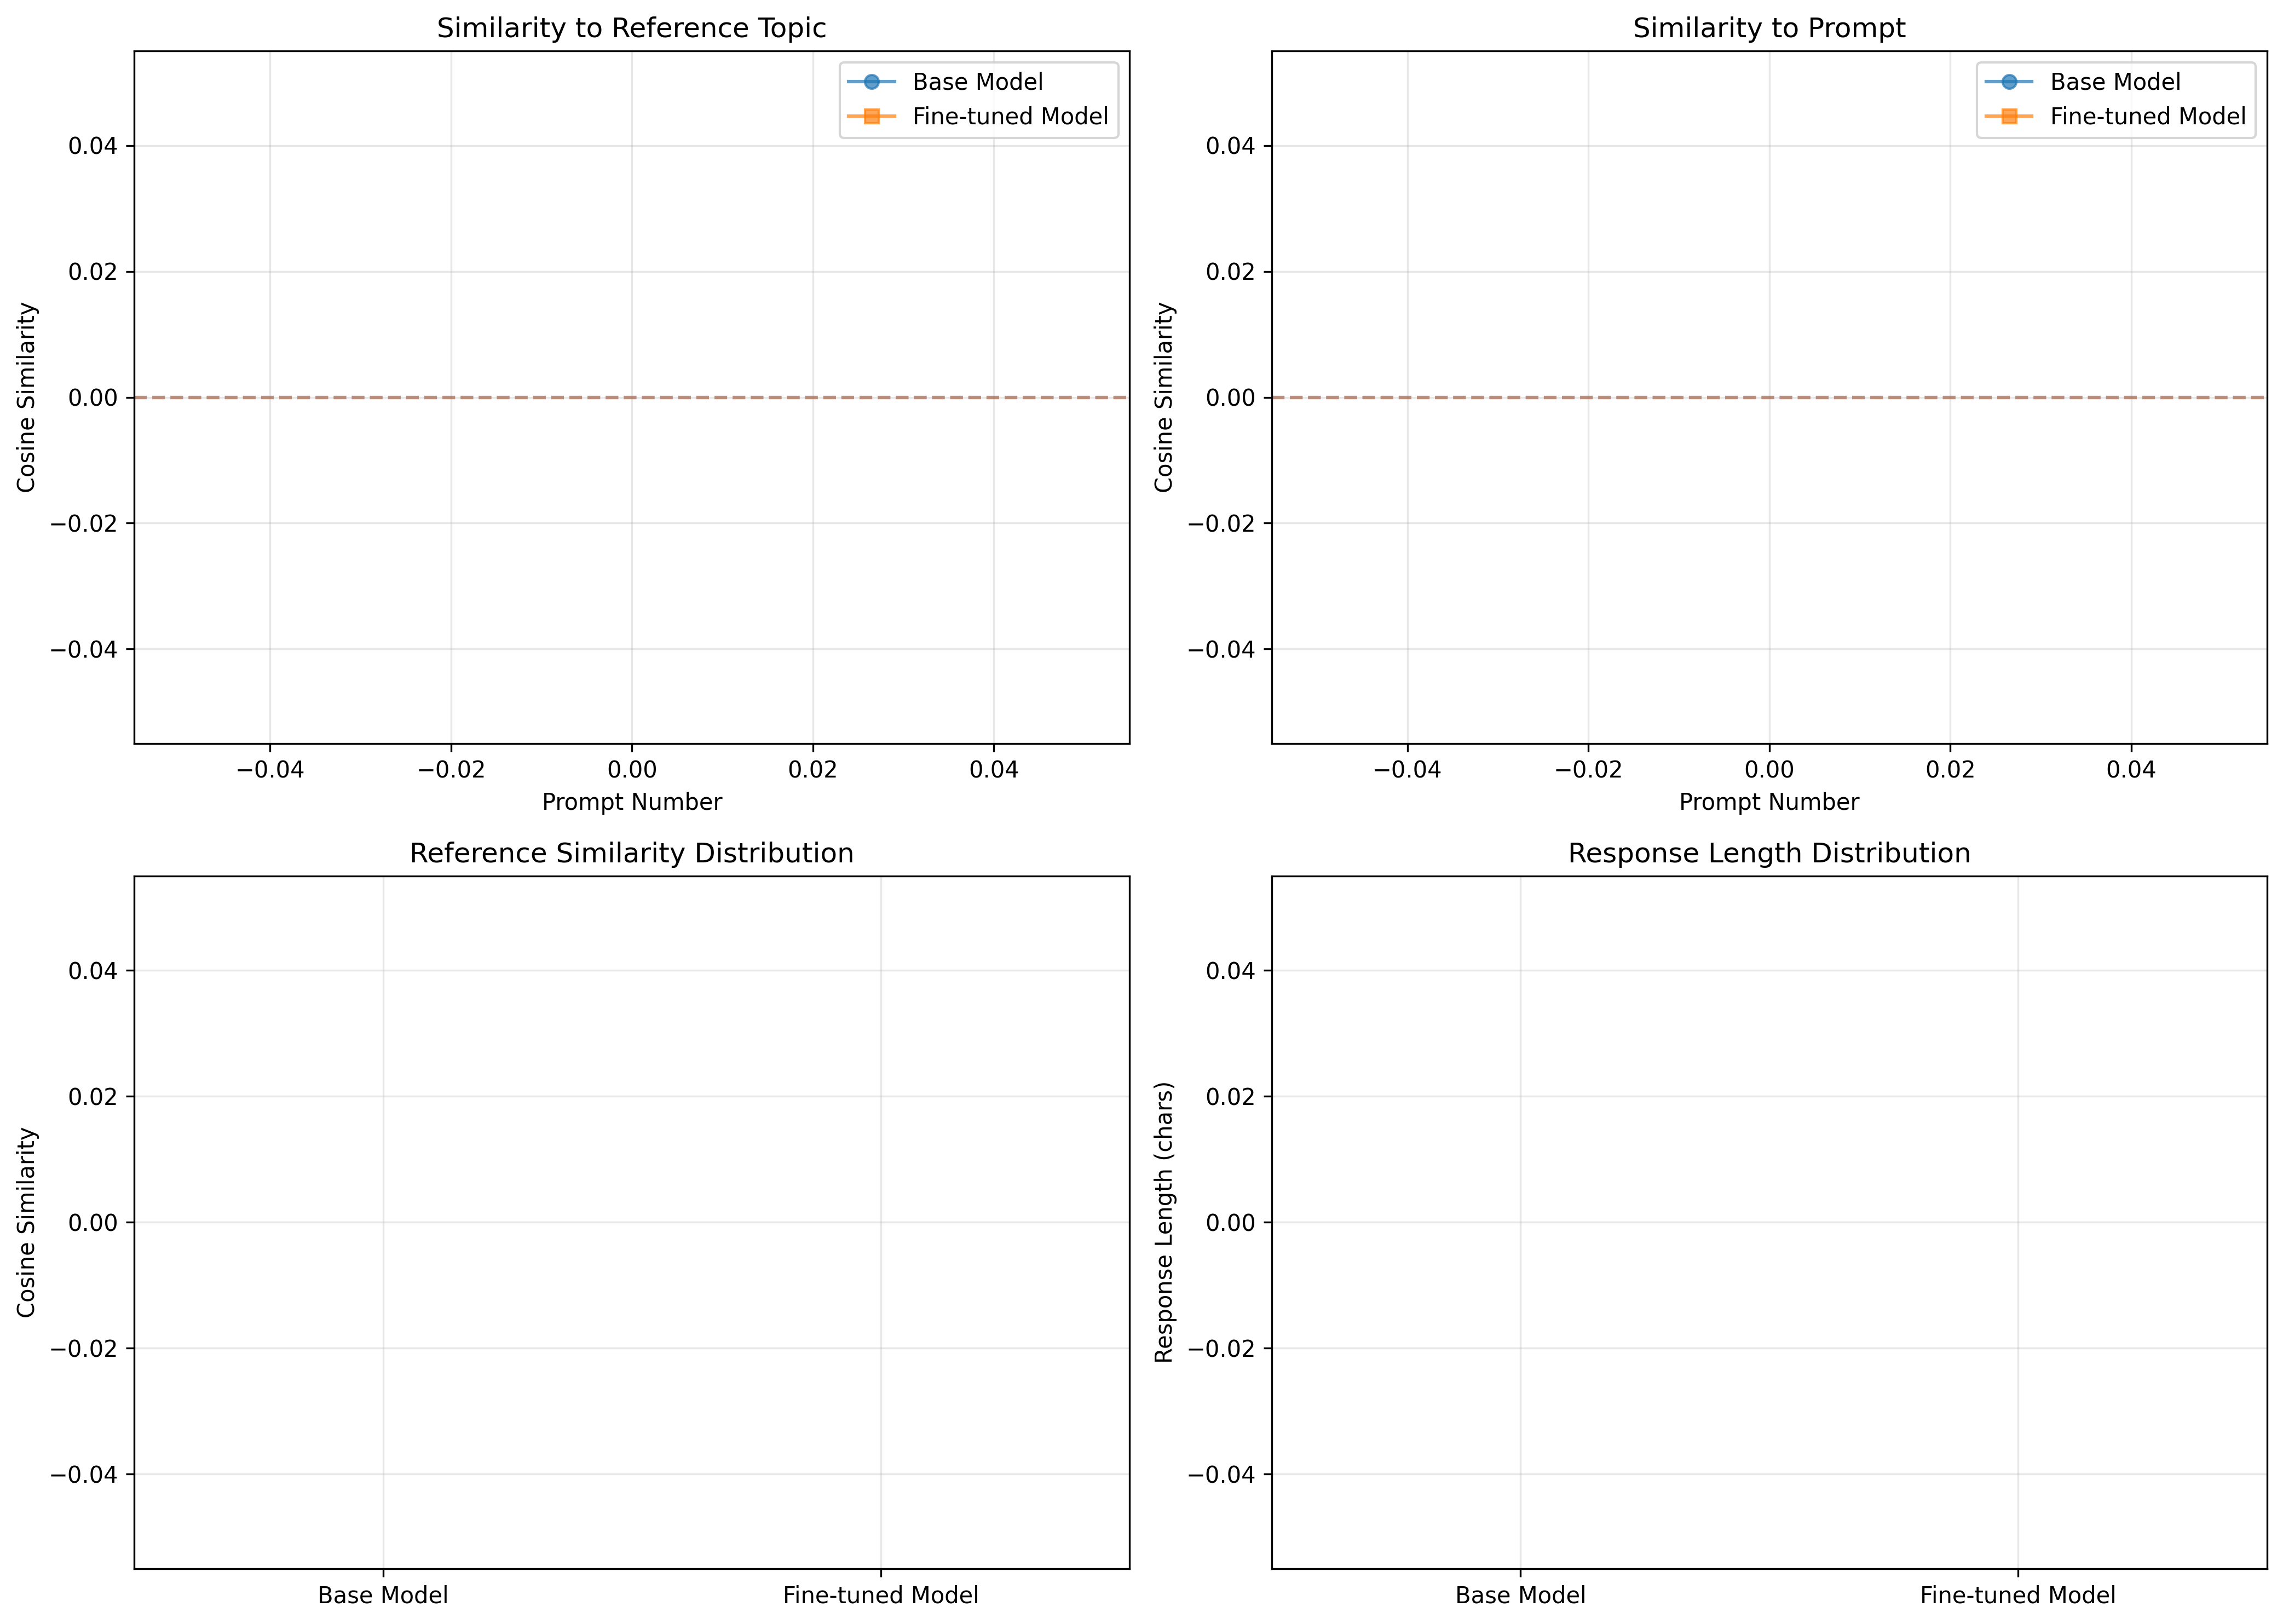 Similarity to Reference Topic
Base Model
Fine-tuned Model
0.04
0.02
0.00
−0.02
−0.04
Cosine Similarity
−0.04
−0.02
0.00
0.02
0.04
Prompt Number
Similarity to Prompt
Base Model
Fine-tuned Model
0.04
0.02
0.00
−0.02
−0.04
Cosine Similarity
−0.04
−0.02
0.00
0.02
0.04
Prompt Number
Reference Similarity Distribution
0.04
0.02
0.00
−0.02
−0.04
Cosine Similarity
Base Model
Fine-tuned Model
Response Length Distribution
0.04
0.02
0.00
−0.02
−0.04
Response Length (chars)
Base Model
Fine-tuned Model